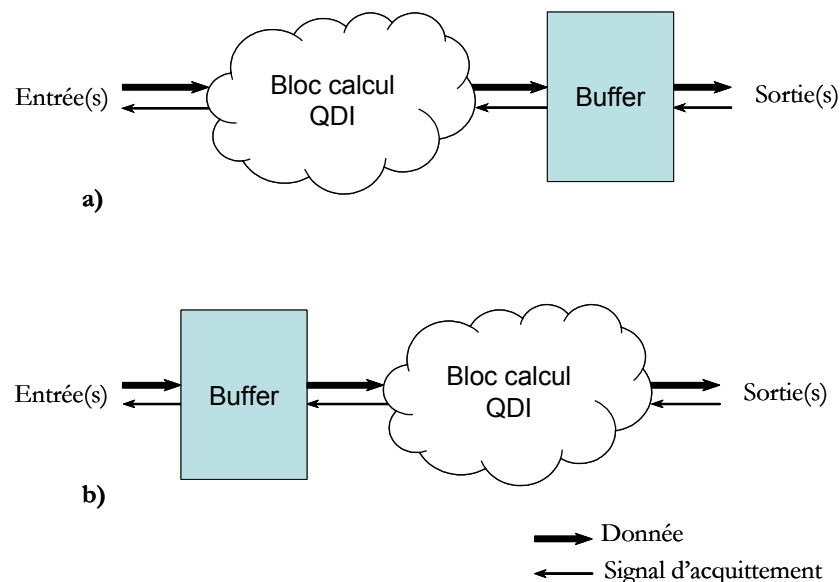 Entrée(s)
Bloc calcul
QDI
Buffer
Sortie(s)
a)
Entrée(s)
Buffer
Bloc calcul
QDI
Sortie(s)
b)
Donnée
Signal d'acquittement